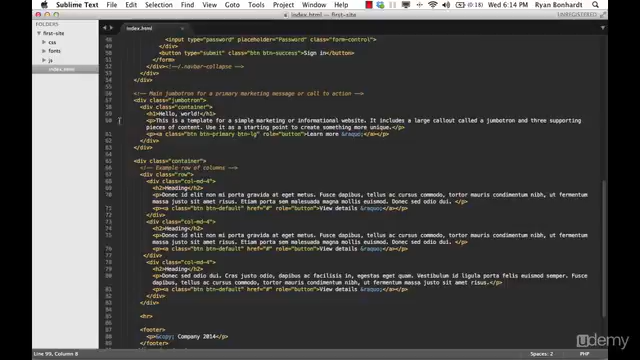 Sublime Text File Edit Selection Find View Goto Tools Project Window Help
(0:18) Wed 6:14 PM Ryan Bonhardt
index.html — first-site
UNREGISTERED
FOLDERS
first-site
css
fonts
js
index.html
index.html
<input type="password" placeholder="Password" class="form-control">
</div>
<button type="submit" class="btn btn-success">Sign in</button>
</form>
</div><!--/.navbar-collapse -->
</div>
</div>
<!-- Main jumbotron for a primary marketing message or call to action -->
<div class="jumbotron">
<div class="container">
<h1>Hello, world!</h1>
<p>This is a template for a simple marketing or informational website. It includes a large callout called a jumbotron and three supporting
pieces of content. Use it as a starting point to create something more unique.</p>
<p><a class="btn btn-primary btn-lg" role="button">Learn more &raquo;</a></p>
</div>
</div>
<div class="container">
<!-- Example row of columns -->
<div class="row">
<div class="col-md-4">
<h2>Heading</h2>
<p>Donec id elit non mi porta gravida at eget metus. Fusce dapibus, tellus ac cursus commodo, tortor mauris condimentum nibh, ut fermentum
massa justo sit amet risus. Etiam porta sem malesuada magna mollis euismod. Donec sed odio dui. </p>
<p><a class="btn btn-default" href="#" role="button">View details &raquo;</a></p>
</div>
<div class="col-md-4">
<h2>Heading</h2>
<p>Donec id elit non mi porta gravida at eget metus. Fusce dapibus, tellus ac cursus commodo, tortor mauris condimentum nibh, ut fermentum
massa justo sit amet risus. Etiam porta sem malesuada magna mollis euismod. Donec sed odio dui. </p>
<p><a class="btn btn-default" href="#" role="button">View details &raquo;</a></p>
</div>
<div class="col-md-4">
<h2>Heading</h2>
<p>Donec sed odio dui. Cras justo odio, dapibus ac facilisis in, egestas eget quam. Vestibulum id ligula porta felis euismod semper. Fusce
dapibus, tellus ac cursus commodo, tortor mauris condimentum nibh, ut fermentum massa justo sit amet risus.</p>
<p><a class="btn btn-default" href="#" role="button">View details &raquo;</a></p>
</div>
</div>
<hr>
<footer>
<p>&copy; Company 2014</p>
</footer>
Line 99, Column 8
Spaces: 2
PHP
udemy